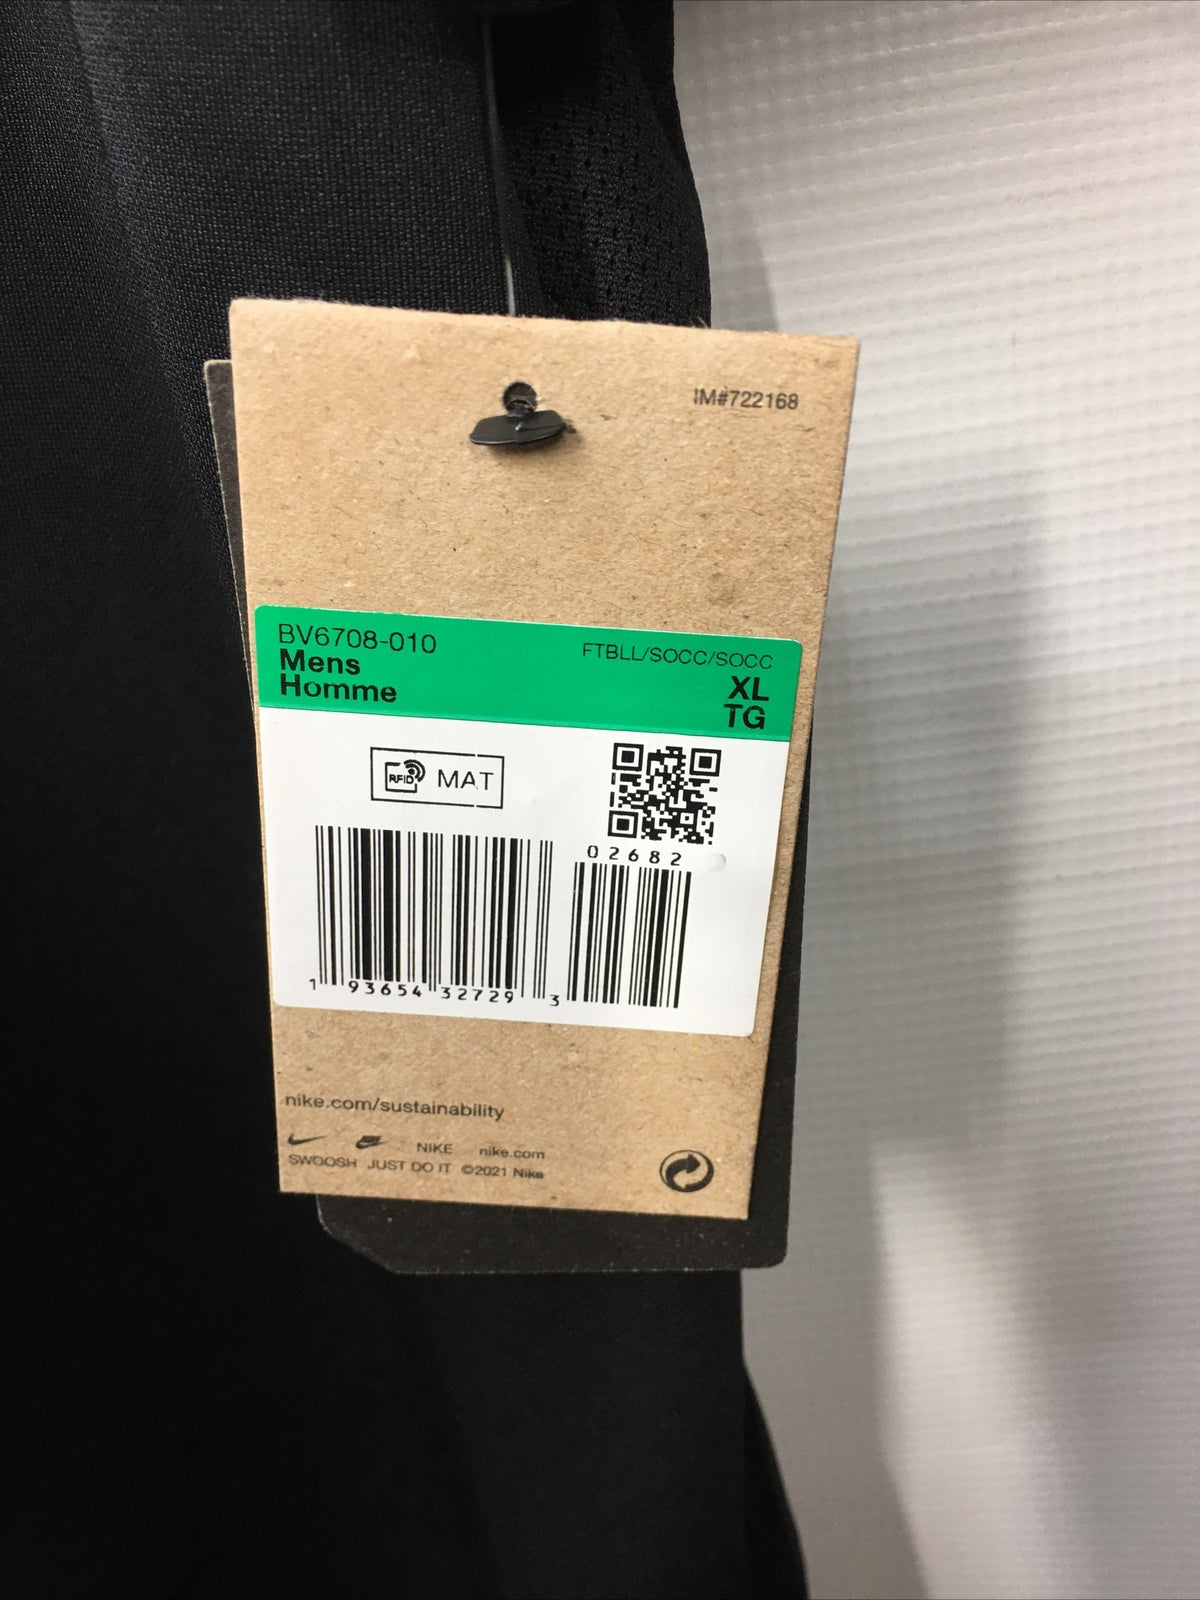 IM#722168
BV6708-010
FTBLL/SOCC/SOCC
Mens
XL
Homme
TG
RFID MAT
02682
1 93654 32729 3
nike.com/sustainability
NIKE nike.com
SWOOSH JUST DO IT ©2021 Nike